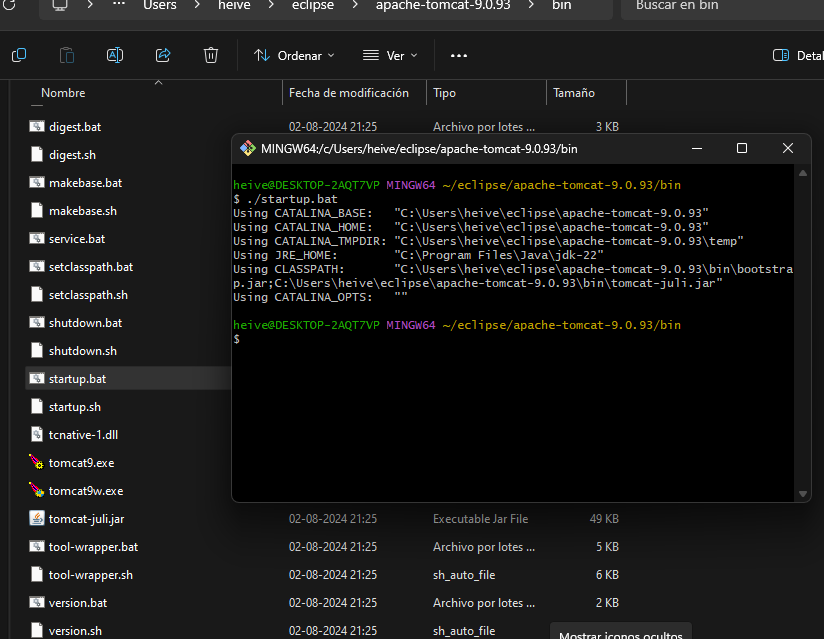 Users > heive > eclipse > apache-tomcat-9.0.93 > bin
Buscar en bin
Ordenar
Ver
Detal
Nombre Fecha de modificación Tipo Tamaño
digest.bat 02-08-2024 21:25 Archivo por lotes ... 3 KB
digest.sh
makebase.bat
makebase.sh
service.bat
setclasspath.bat
setclasspath.sh
shutdown.bat
shutdown.sh
startup.bat
startup.sh
tcnative-1.dll
tomcat9.exe
tomcat9w.exe
tomcat-juli.jar 02-08-2024 21:25 Executable Jar File 49 KB
tool-wrapper.bat 02-08-2024 21:25 Archivo por lotes ... 5 KB
tool-wrapper.sh 02-08-2024 21:25 sh_auto_file 6 KB
version.bat 02-08-2024 21:25 Archivo por lotes ... 2 KB
version.sh 02-08-2024 21:25 sh_auto_file
Mostrar iconos ocultos
MINGW64:/c/Users/heive/eclipse/apache-tomcat-9.0.93/bin
heive@DESKTOP-2AQT7VP MINGW64 ~/eclipse/apache-tomcat-9.0.93/bin
$ ./startup.bat
Using CATALINA_BASE:   "C:\Users\heive\eclipse\apache-tomcat-9.0.93"
Using CATALINA_HOME:   "C:\Users\heive\eclipse\apache-tomcat-9.0.93"
Using CATALINA_TMPDIR: "C:\Users\heive\eclipse\apache-tomcat-9.0.93\temp"
Using JRE_HOME:        "C:\Program Files\Java\jdk-22"
Using CLASSPATH:       "C:\Users\heive\eclipse\apache-tomcat-9.0.93\bin\bootstra
p.jar;C:\Users\heive\eclipse\apache-tomcat-9.0.93\bin\tomcat-juli.jar"
Using CATALINA_OPTS:   ""
heive@DESKTOP-2AQT7VP MINGW64 ~/eclipse/apache-tomcat-9.0.93/bin
$